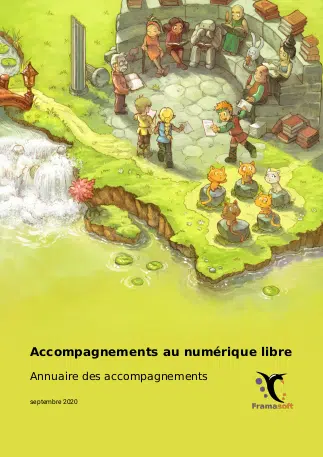 Accompagnements au numérique libre
Annuaire des accompagnements
septembre 2020
Framasoft